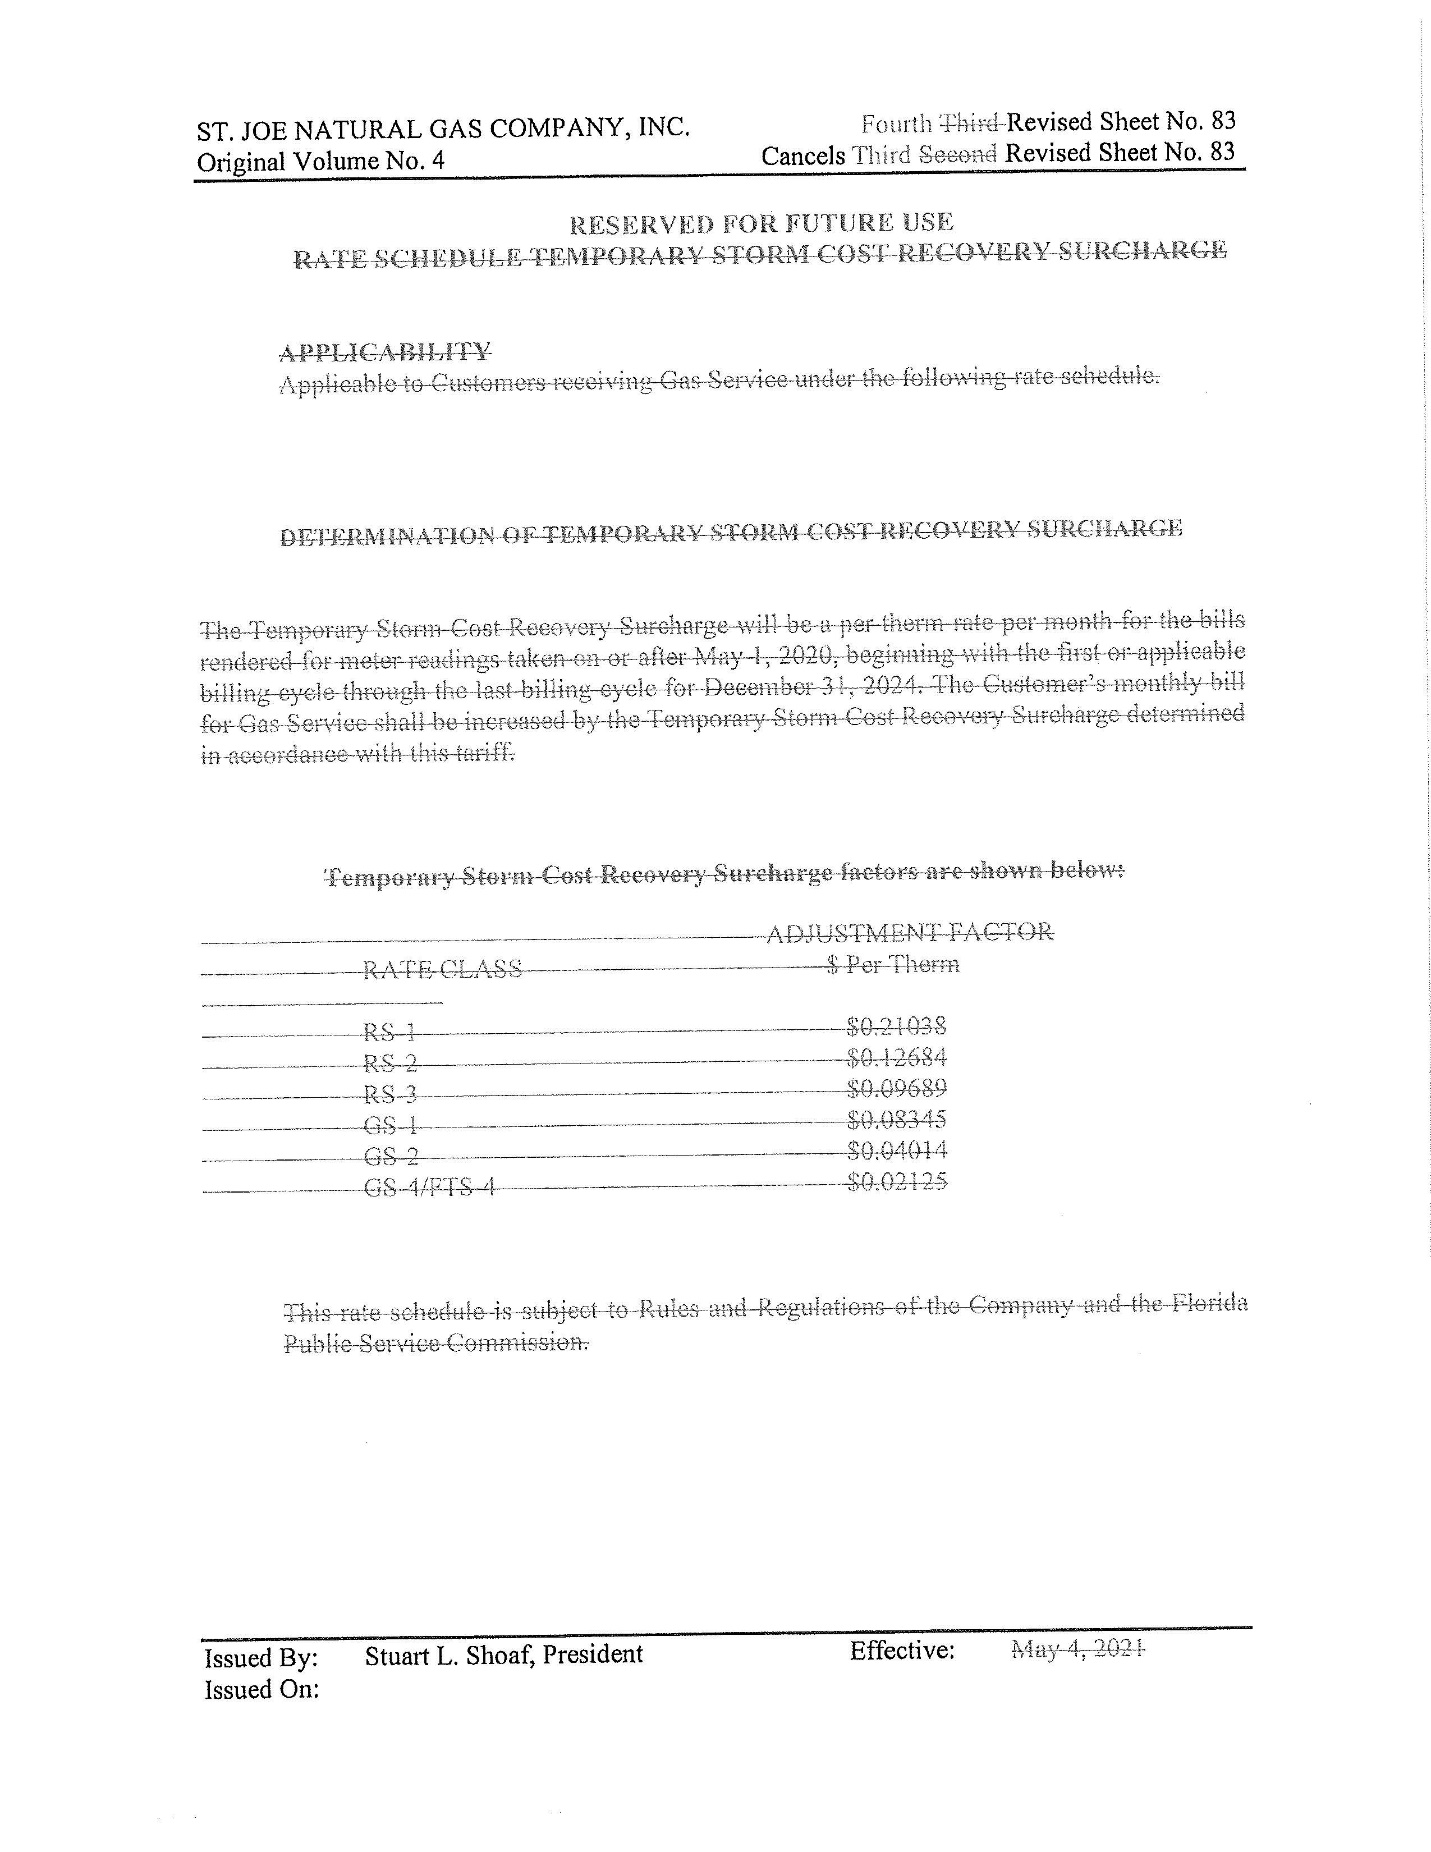 ST. JOE NATURAL GAS COMPANY, INC. Fourth Third Revised Sheet No. 83
Original Volume No. 4 Cancels Third Second Revised Sheet No. 83
RESERVED FOR FUTURE USE
RATE SCHEDULE TEMPORARY STORM COST RECOVERY SURCHARGE
APPLICABILITY
Applicable to Customers receiving Gas Service under the following rate schedule.
DETERMINATION OF TEMPORARY STORM COST RECOVERY SURCHARGE
The Temporary Storm Cost Recovery Surcharge will be a per therm rate per month for the bills
rendered for meter readings taken on or after May 1, 2020, beginning with the first or applicable
billing cycle through the last billing cycle for December 31, 2024. The Customer's monthly bill
for Gas Service shall be increased by the Temporary Storm Cost Recovery Surcharge determined
in accordance with this tariff.
Temporary Storm Cost Recovery Surcharge factors are shown below:
ADJUSTMENT FACTOR
RATE CLASS $ Per Therm
RS-1 $0.21038
RS-2 $0.12684
RS-3 $0.09689
GS-1 $0.08345
GS-2 $0.04014
GS-4/FTS-4 $0.02125
This rate schedule is subject to Rules and Regulations of the Company and the Florida
Public Service Commission.
Issued By: Stuart L. Shoaf, President Effective: May 4, 2021
Issued On: